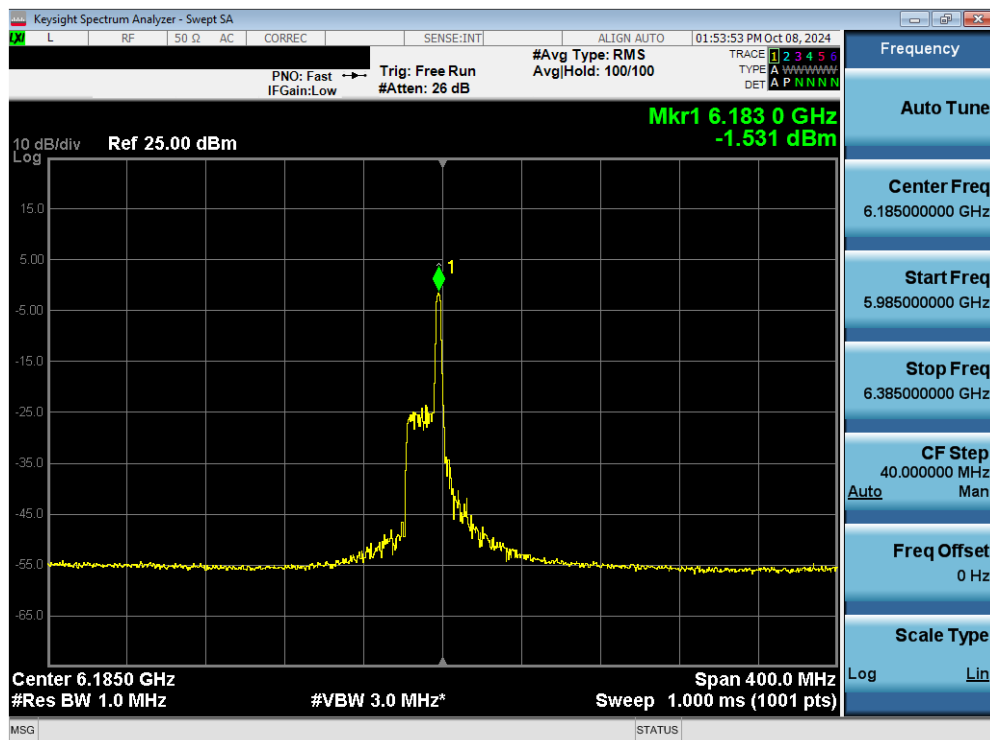 Keysight Spectrum Analyzer - Swept SA
LXI L RF 50 Ω AC CORREC SENSE:INT ALIGN AUTO 01:53:53 PM Oct 08, 2024
Frequency
#Avg Type: RMS TRACE 1 2 3 4 5 6
PNO: Fast Trig: Free Run Avg|Hold: 100/100 TYPE A WWWWW
IFGain:Low #Atten: 26 dB DET A P N N N N
Auto Tune
Mkr1 6.183 0 GHz
10 dB/div Ref 25.00 dBm -1.531 dBm
Log
15.0
5.00
-5.00
-15.0
-25.0
-35.0
-45.0
-55.0
-65.0
1
Center Freq
6.185000000 GHz
Start Freq
5.985000000 GHz
Stop Freq
6.385000000 GHz
CF Step
40.000000 MHz
Auto Man
Freq Offset
0 Hz
Scale Type
Log Lin
Center 6.1850 GHz Span 400.0 MHz
#Res BW 1.0 MHz #VBW 3.0 MHz* Sweep 1.000 ms (1001 pts)
MSG STATUS